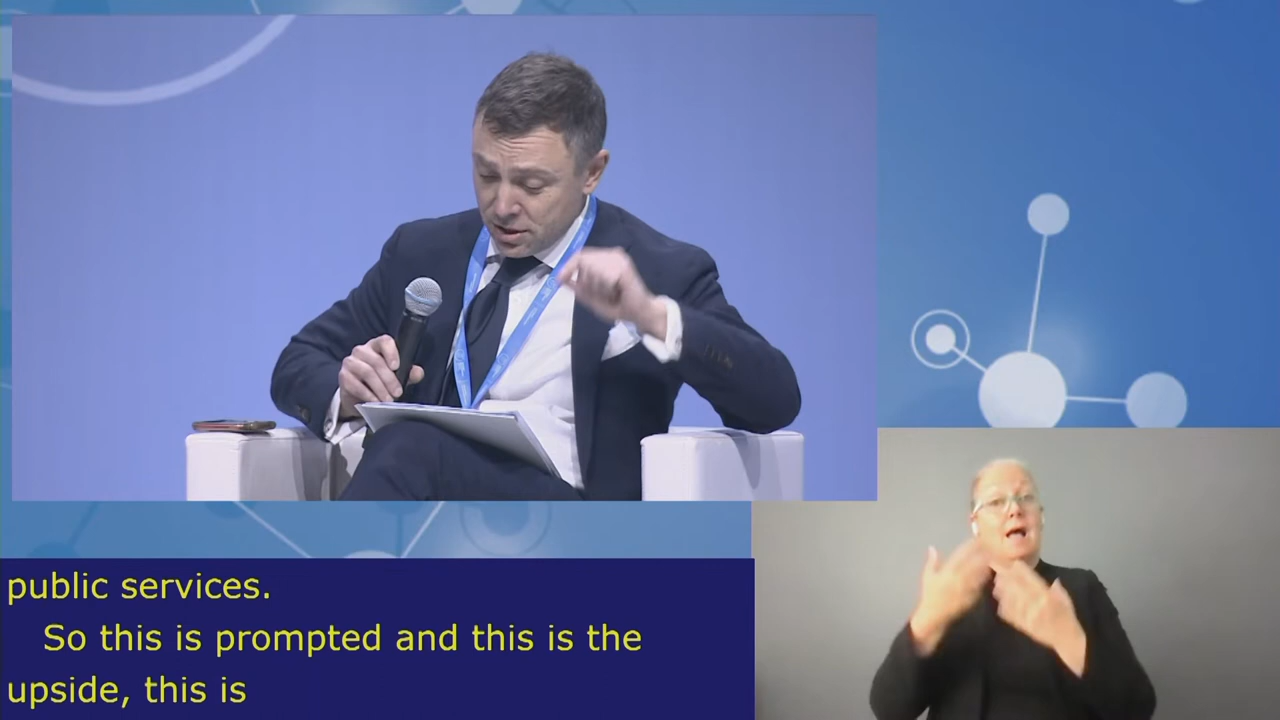 public services.
So this is prompted and this is the
upside, this is